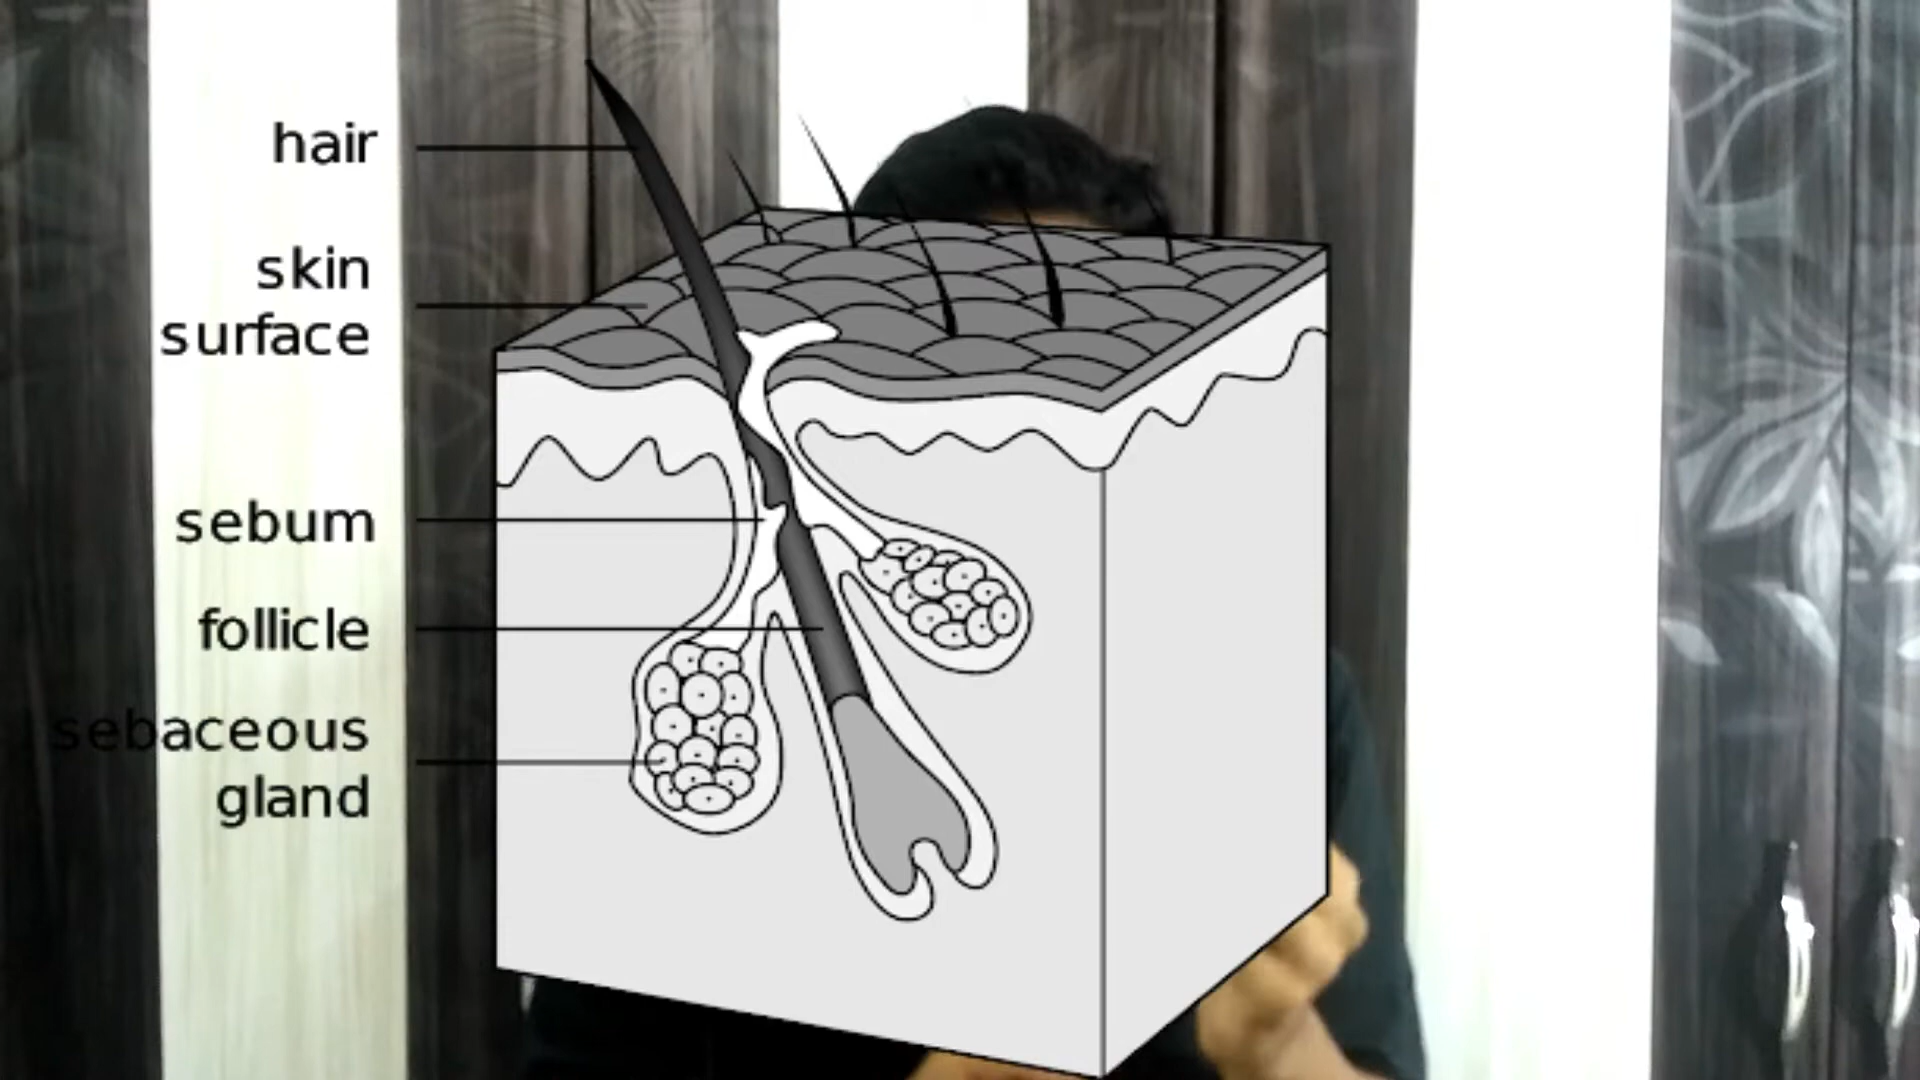 hair
skin
surface
sebum
follicle
sebaceous
gland